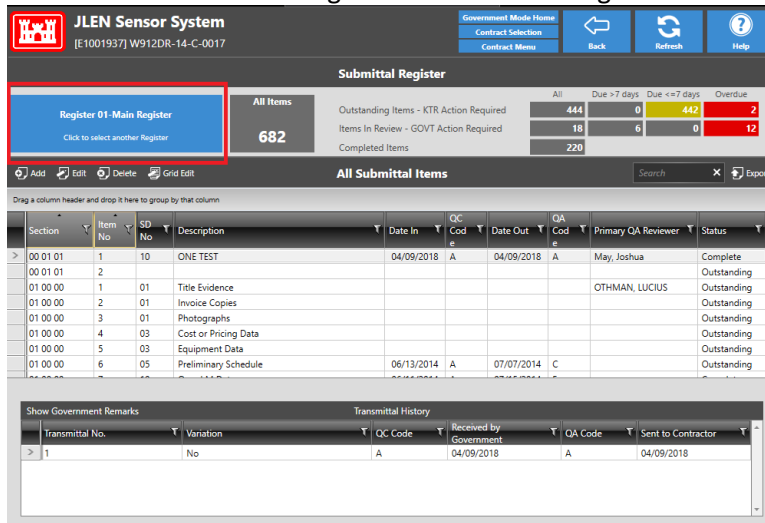 JLEN Sensor System
[E1001937] W912DR-14-C-0017
Government Mode Home
Contract Selection
Contract Menu
Back
Refresh
Help
Submittal Register
Register 01-Main Register
Click to select another Register
All Items
682
All Due >7 days Due <=7 days Overdue
Outstanding Items - KTR Action Required 444 0 442 2
Items In Review - GOVT Action Required 18 6 0 12
Completed Items 220
Add Edit Delete Grid Edit All Submittal Items Search
Drag a column header and drop it here to group by that column
Section Item No SD No Description Date In QC Code Date Out QA Code Primary QA Reviewer Status
00 01 01 1 10 ONE TEST 04/09/2018 A 04/09/2018 A May, Joshua Complete
00 01 01 2 Outstanding
01 00 00 1 01 Title Evidence OTHMAN, LUCIUS Outstanding
01 00 00 2 01 Invoice Copies Outstanding
01 00 00 3 01 Photographs Outstanding
01 00 00 4 03 Cost or Pricing Data Outstanding
01 00 00 5 03 Equipment Data Outstanding
01 00 00 6 05 Preliminary Schedule 06/13/2014 A 07/07/2014 C Outstanding
Show Government Remarks Transmittal History
Transmittal No. Variation QC Code Received by Government QA Code Sent to Contractor
1 No A 04/09/2018 A 04/09/2018